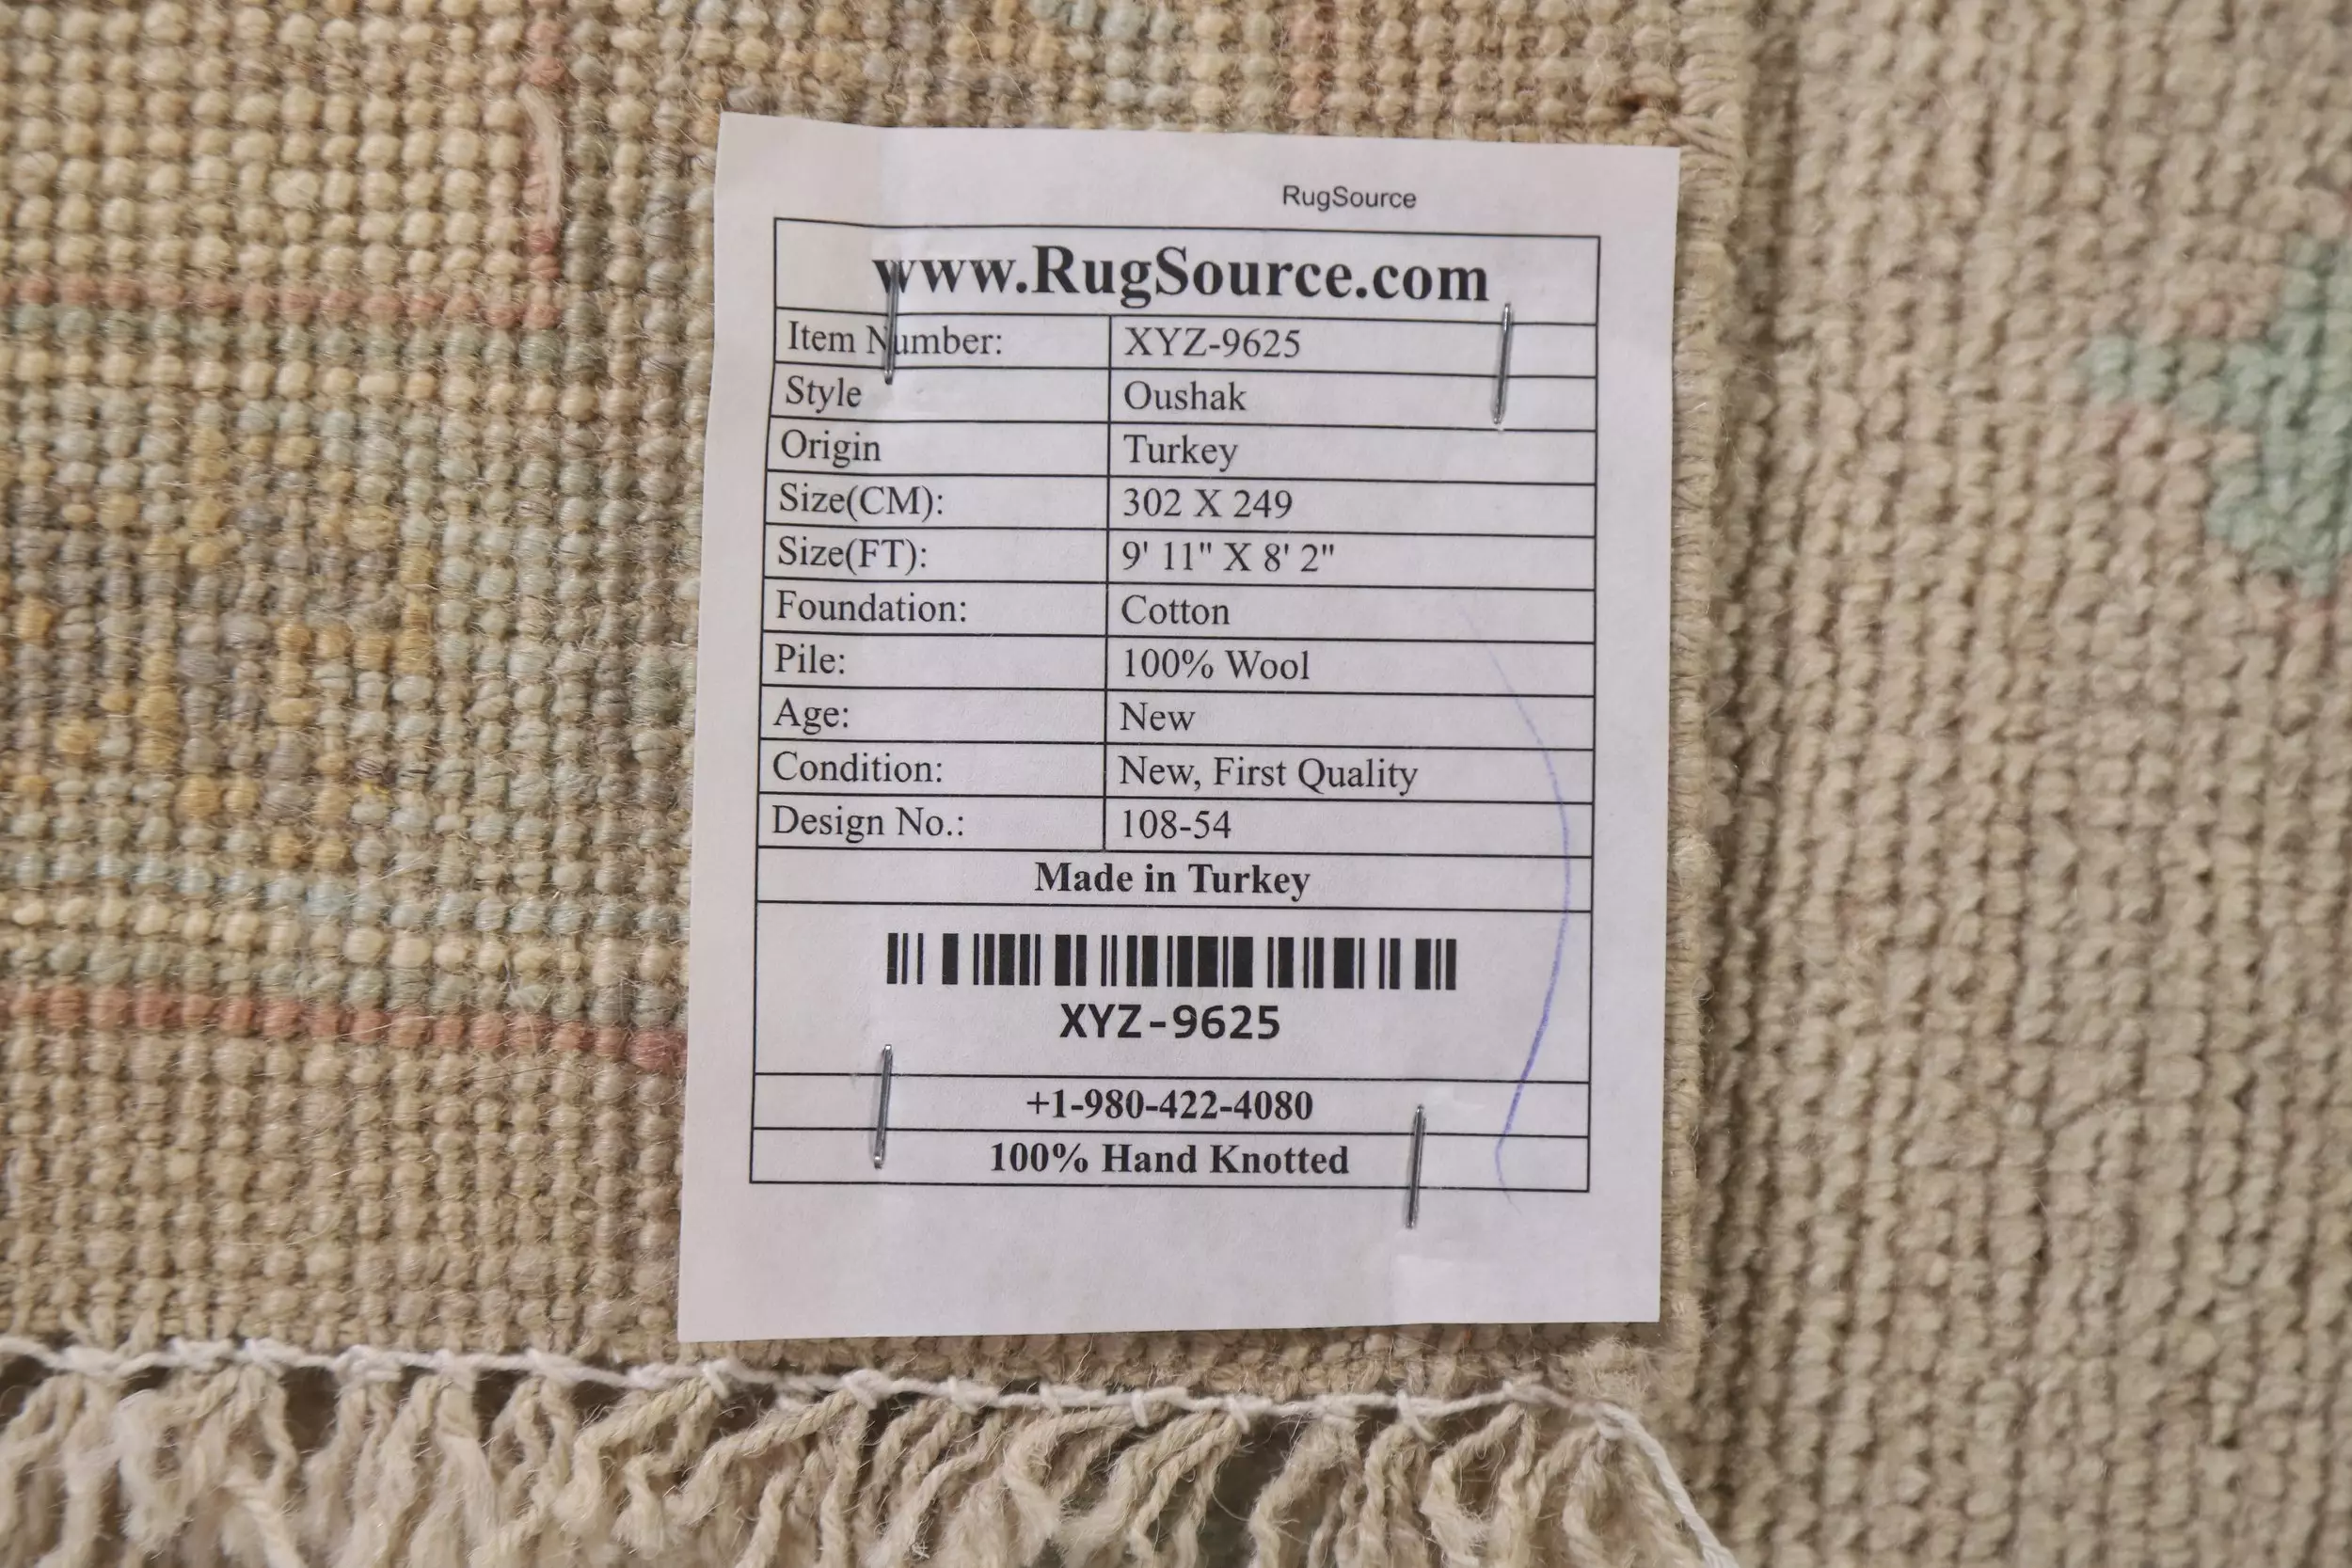 RugSource
www.RugSource.com
Item Number: XYZ-9625
Style Oushak
Origin Turkey
Size(CM): 302 X 249
Size(FT): 9' 11" X 8' 2"
Foundation: Cotton
Pile: 100% Wool
Age: New
Condition: New, First Quality
Design No.: 108-54
Made in Turkey
XYZ-9625
+1-980-422-4080
100% Hand Knotted